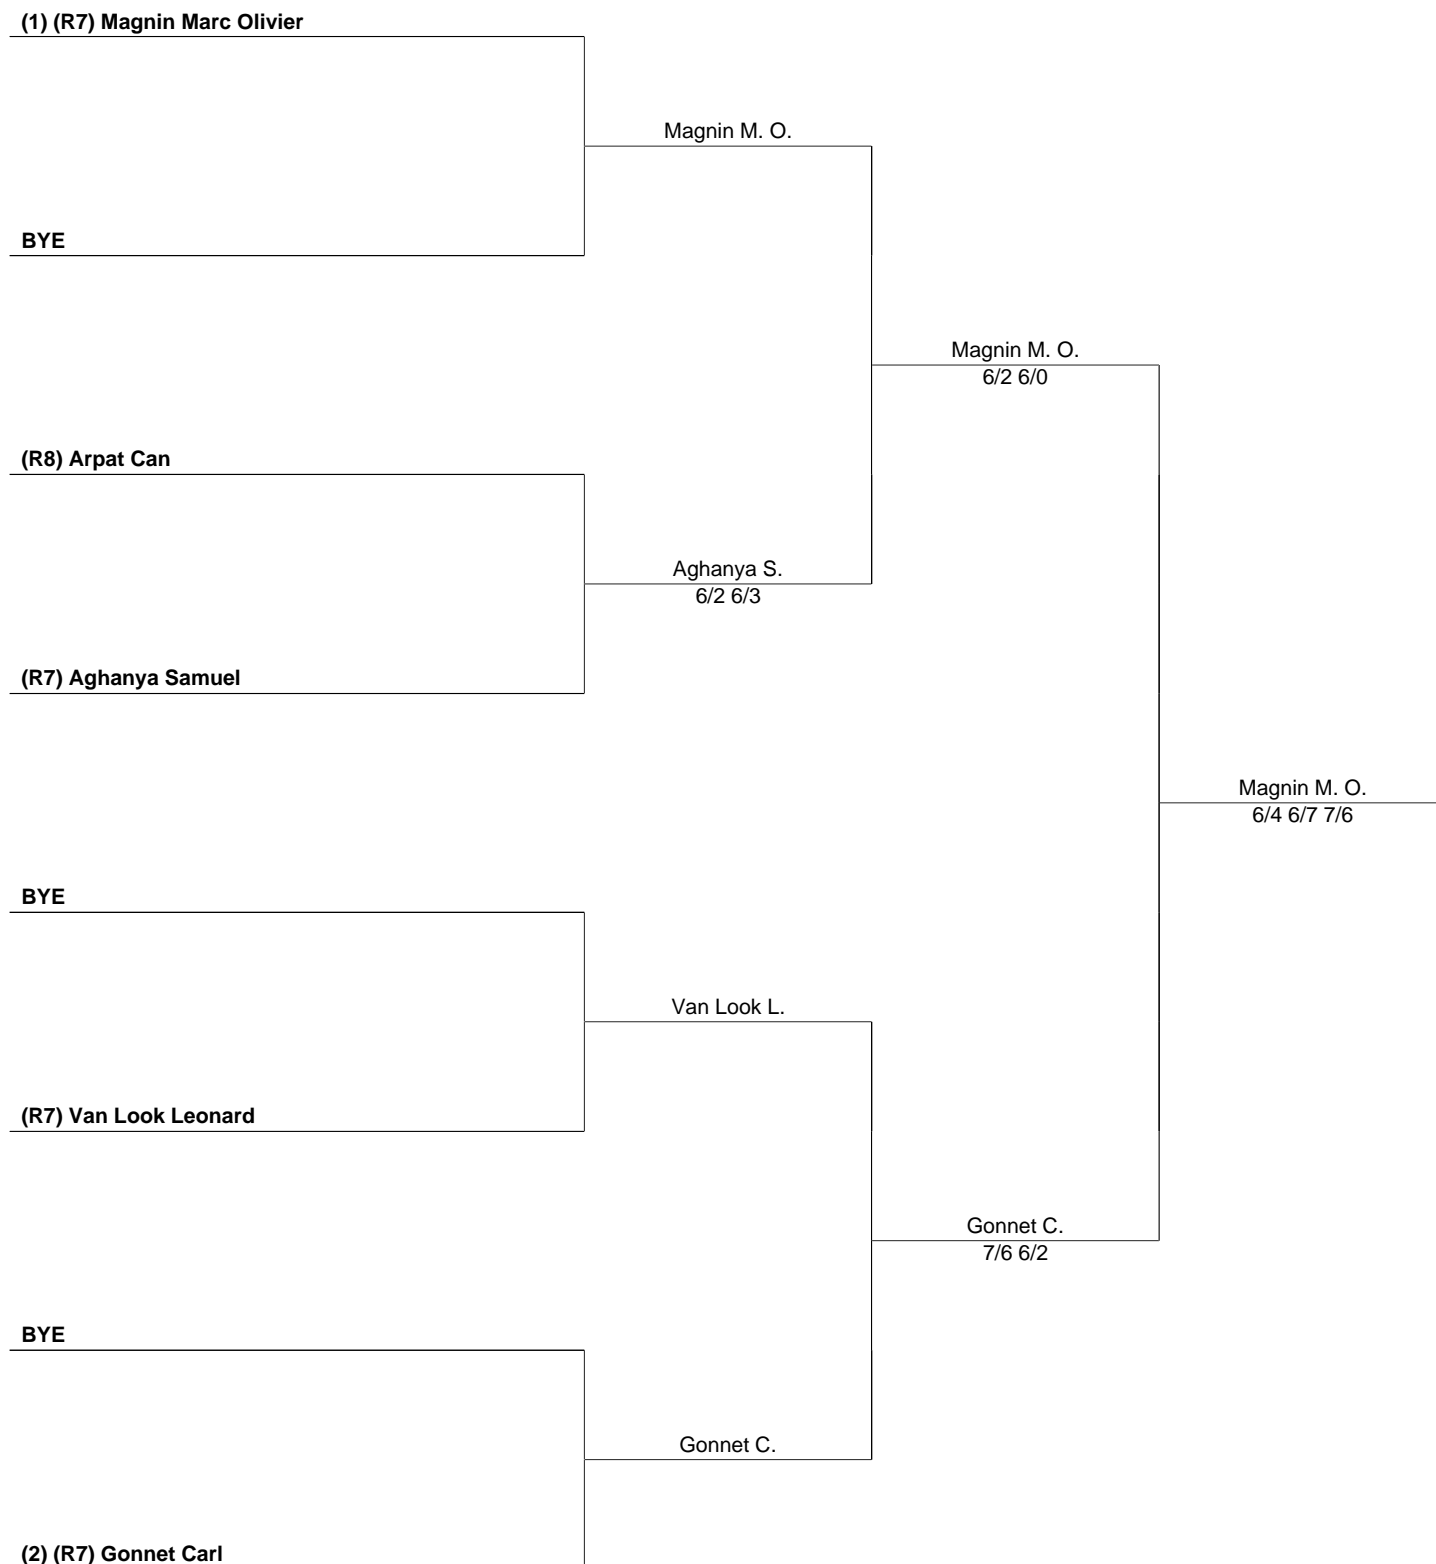 (1) (R7) Magnin Marc Olivier
Magnin M. O.
BYE
Magnin M. O.
6/2 6/0
(R8) Arpat Can
Aghanya S.
6/2 6/3
(R7) Aghanya Samuel
Magnin M. O.
6/4 6/7 7/6
BYE
Van Look L.
(R7) Van Look Leonard
Gonnet C.
7/6 6/2
BYE
Gonnet C.
(2) (R7) Gonnet Carl